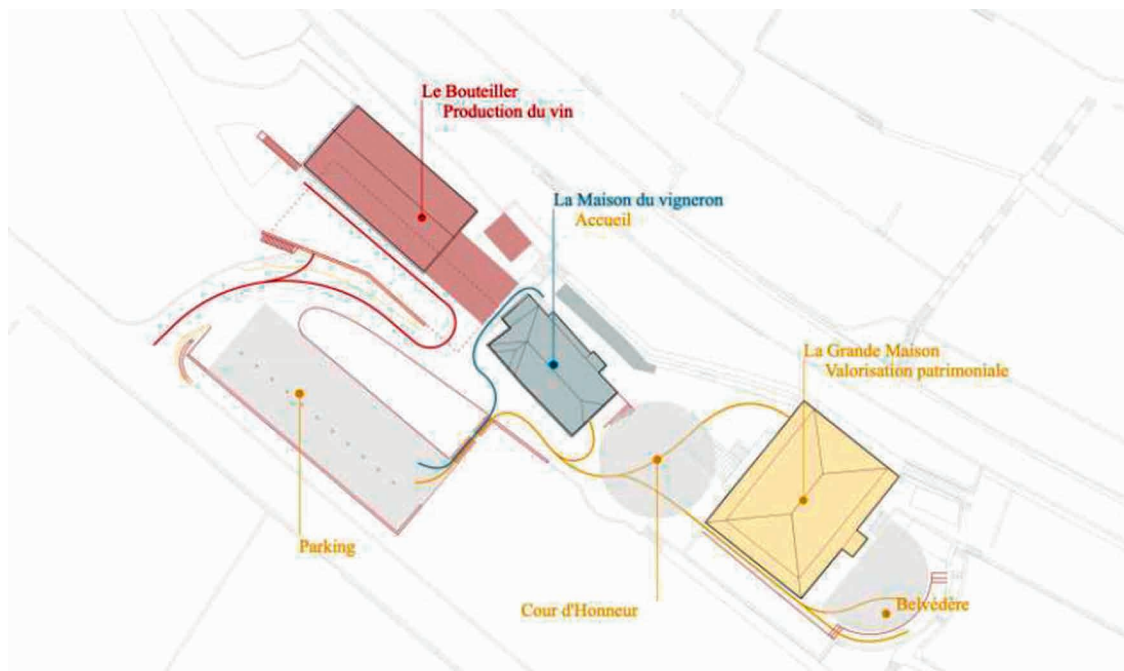 Le Bouteiller
Production du vin
La Maison du vigneron
Accueil
La Grande Maison
Valorisation patrimoniale
Parking
Cour d'Honneur
Belvédère